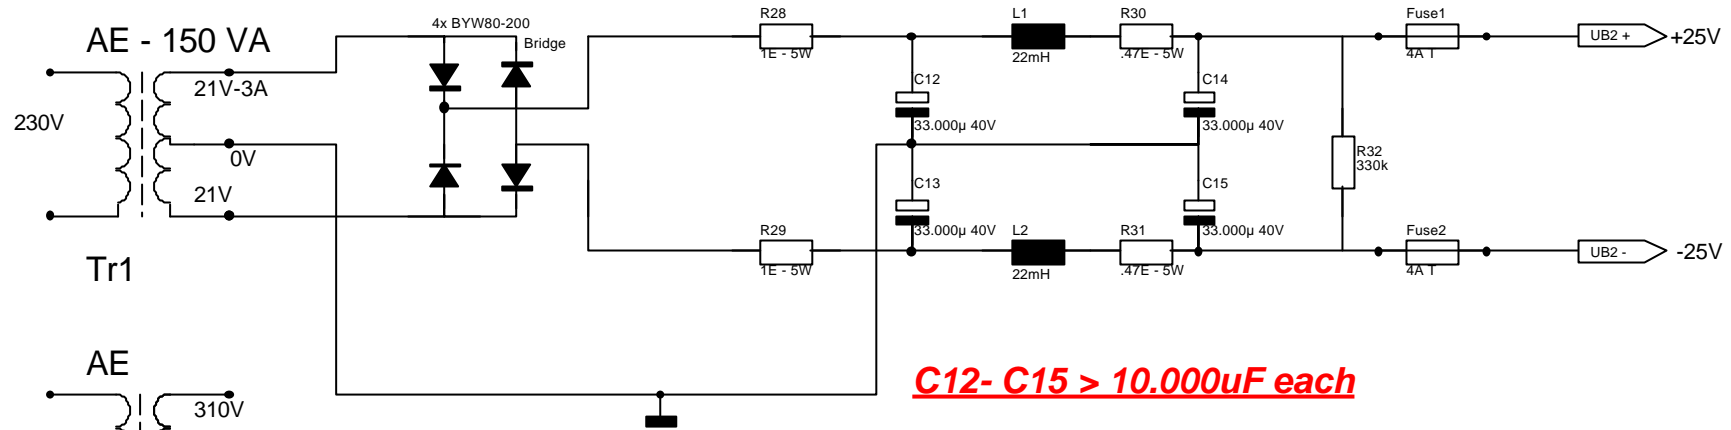 AE - 150 VA
4x BYW80-200
Bridge
R28
1E - 5W
L1
22mH
R30
.47E - 5W
Fuse1
4A T
UB2 +
+25V
21V-3A
230V
0V
21V
C12
33.000µ 40V
C14
33.000µ 40V
R32
330k
C13
33.000µ 40V
C15
33.000µ 40V
R29
1E - 5W
L2
22mH
R31
.47E - 5W
Fuse2
4A T
UB2 -
-25V
Tr1
AE
310V
C12- C15 > 10.000uF each